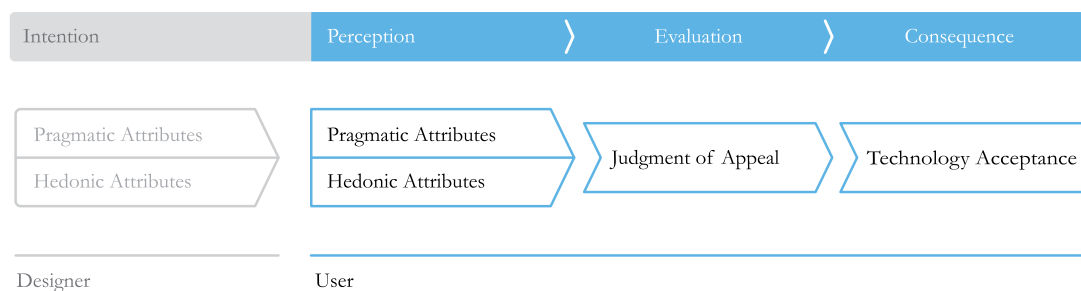 Intention
Perception
Evaluation
Consequence
Pragmatic Attributes
Hedonic Attributes
Pragmatic Attributes
Hedonic Attributes
Judgment of Appeal
Technology Acceptance
Designer
User